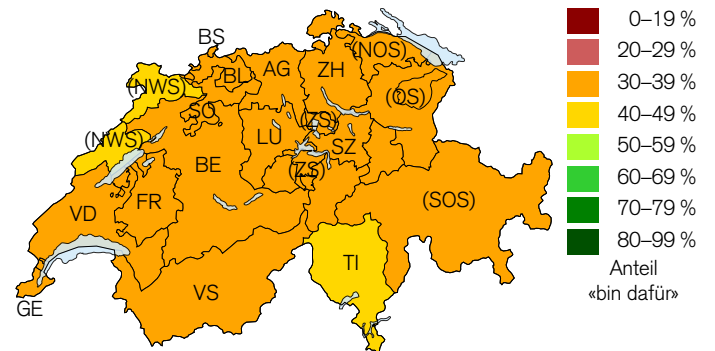 BS
(NWS)
BL
AG
ZH
(NOS)
SO
(OS)
(NWS)
(ZS)
LU
SZ
BE
(ZS)
VD
FR
(SOS)
TI
VS
GE
0–19 %
20–29 %
30–39 %
40–49 %
50–59 %
60–69 %
70–79 %
80–99 %
Anteil
«bin dafür»